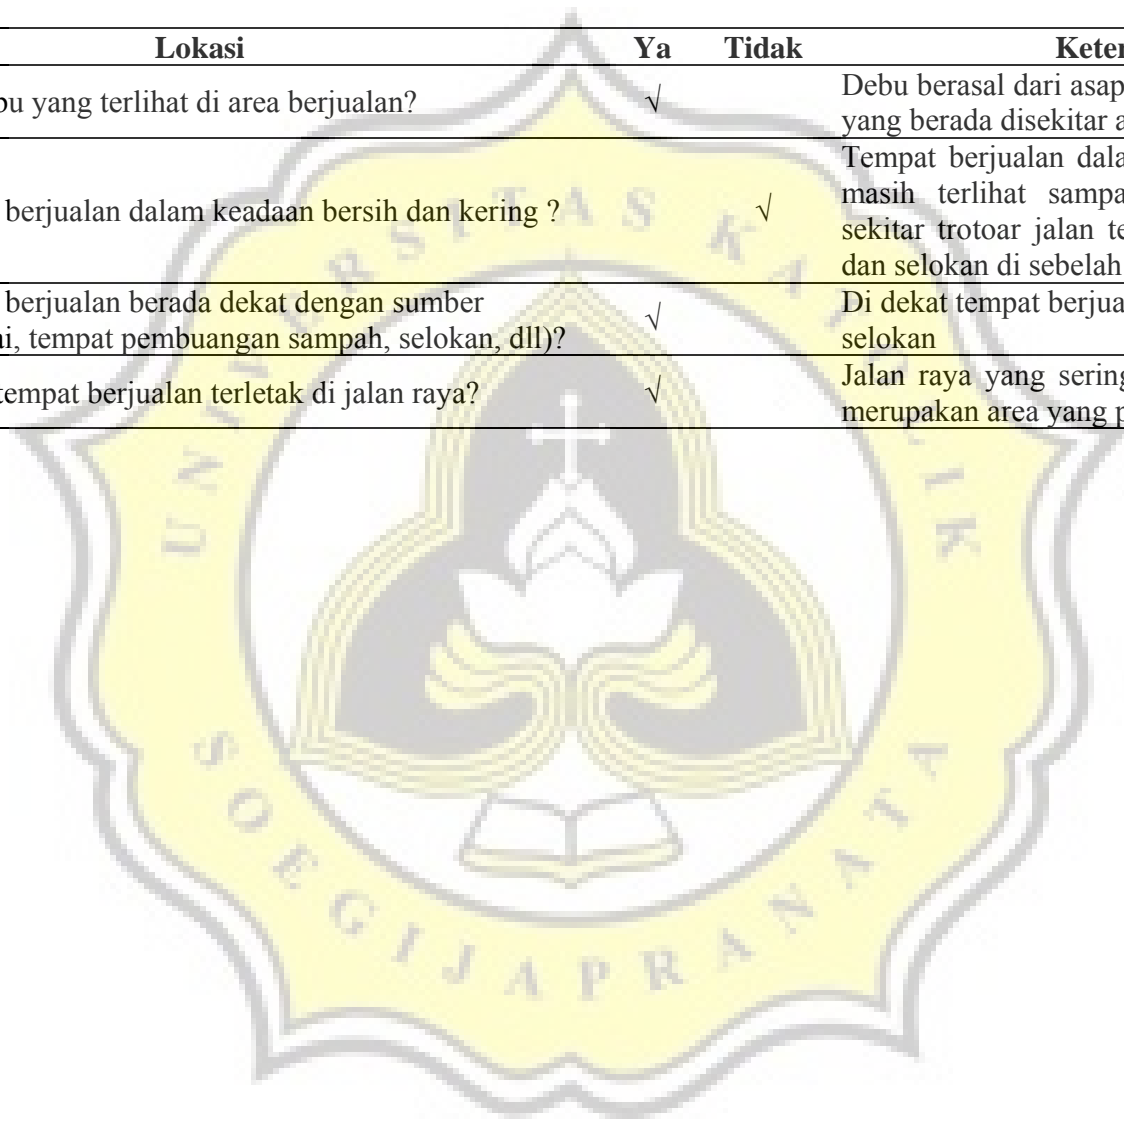 Lokasi Ya Tidak
bu yang terlihat di area berjualan? √ Debu berasal dari asap
yang berada disekitar a
berjualan dalam keadaan bersih dan kering ? √ Tempat berjualan dala
masih terlihat sampa
sekitar trotoar jalan te
dan selokan di sebelah
berjualan berada dekat dengan sumber
i, tempat pembuangan sampah, selokan, dll)? √ Di dekat tempat berjua
selokan
tempat berjualan terletak di jalan raya? √ Jalan raya yang sering
merupakan area yang p
UNIVERSITAS KATOLIK
SOEGIJAPRANATA